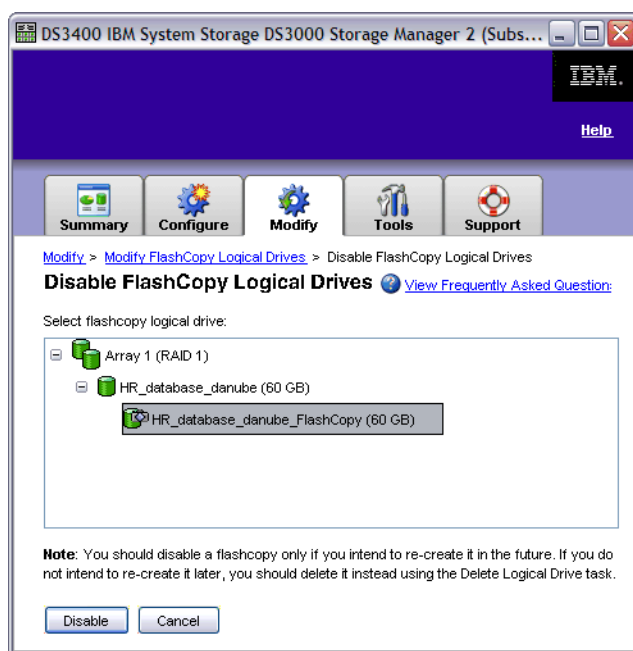 DS3400 IBM System Storage DS3000 Storage Manager 2 (Subs...
IBM.
Help
Summary
Configure
Modify
Tools
Support
Modify > Modify FlashCopy Logical Drives > Disable FlashCopy Logical Drives
Disable FlashCopy Logical Drives ? View Frequently Asked Question:
Select flashcopy logical drive:
Array 1 (RAID 1)
HR_database_danube (60 GB)
HR_database_danube_FlashCopy (60 GB)
Note: You should disable a flashcopy only if you intend to re-create it in the future. If you do
not intend to re-create it later, you should delete it instead using the Delete Logical Drive task.
Disable
Cancel